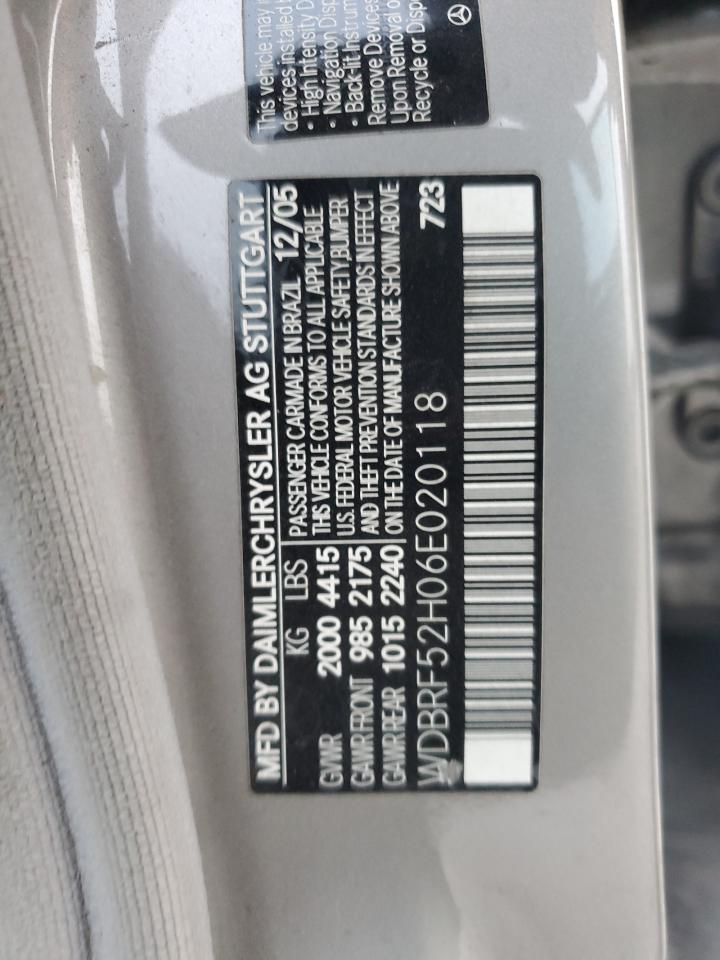 MFD BY DAIMLERCHRYSLER AG STUTTGART
KG LBS PASSENGER CAR MADE IN BRAZIL 12/05
GVWR 2000 4415 THIS VEHICLE CONFORMS TO ALL APPLICABLE
U.S. FEDERAL MOTOR VEHICLE SAFETY, BUMPER
GAWR FRONT 985 2175 AND THEFT PREVENTION STANDARDS IN EFFECT
GAWR REAR 1015 2240 ON THE DATE OF MANUFACTURE SHOWN ABOVE
WDBRF52H06E020118 723
This vehicle may
devices installed
• High Intensity D
• Navigation Disp
• Back-lit Instrum
Remove Devices
Upon Removal o
Recycle or Disp